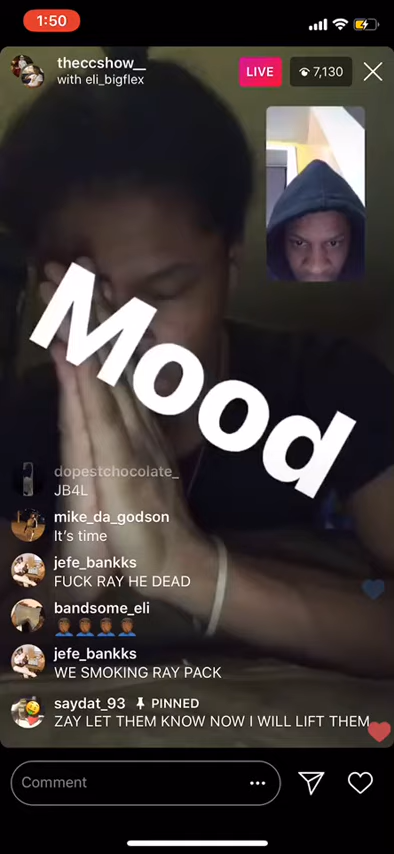 1:50
theccshow__
with eli_bigflex
LIVE
7,130
Mood
dopestchocolate_
JB4L
mike_da_godson
It's time
jefe_bankks
FUCK RAY HE DEAD
bandsome_eli
🤦🏾‍♂️🤦🏾‍♂️🤦🏾‍♂️🤦🏾‍♂️
jefe_bankks
WE SMOKING RAY PACK
saydat_93 PINNED
ZAY LET THEM KNOW NOW I WILL LIFT THEM
Comment